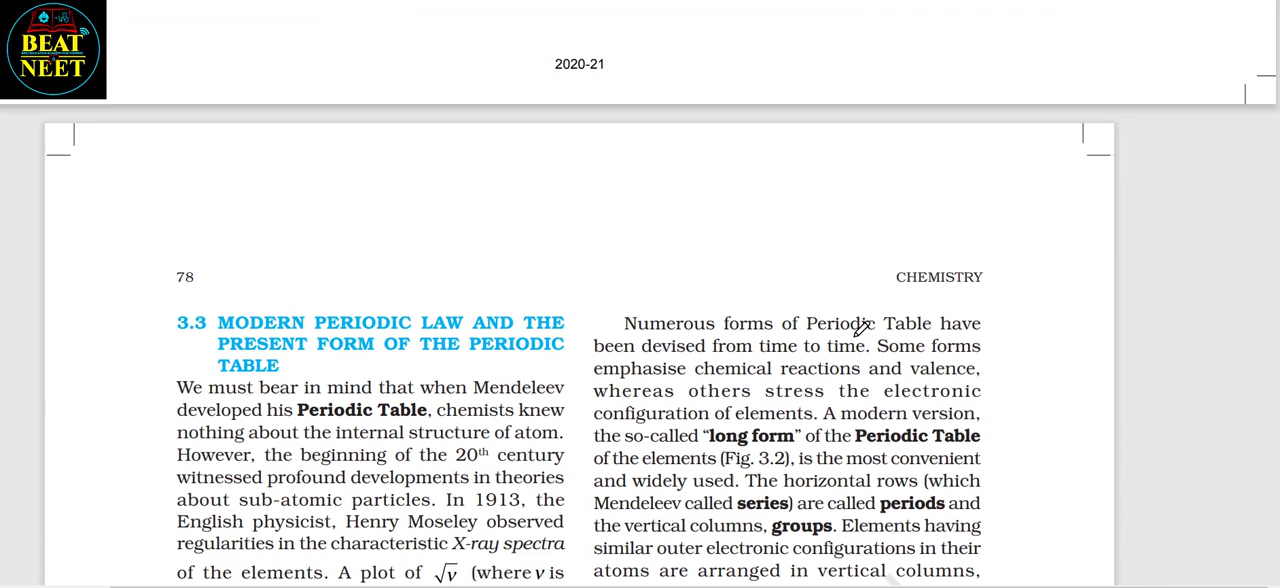 BEAT
NEET
2020-21
78
CHEMISTRY
3.3 MODERN PERIODIC LAW AND THE
PRESENT FORM OF THE PERIODIC
TABLE
We must bear in mind that when Mendeleev
developed his Periodic Table, chemists knew
nothing about the internal structure of atom.
However, the beginning of the 20th century
witnessed profound developments in theories
about sub-atomic particles. In 1913, the
English physicist, Henry Moseley observed
regularities in the characteristic X-ray spectra
of the elements. A plot of √ν (where ν is
Numerous forms of Periodic Table have
been devised from time to time. Some forms
emphasise chemical reactions and valence,
whereas others stress the electronic
configuration of elements. A modern version,
the so-called “long form” of the Periodic Table
of the elements (Fig. 3.2), is the most convenient
and widely used. The horizontal rows (which
Mendeleev called series) are called periods and
the vertical columns, groups. Elements having
similar outer electronic configurations in their
atoms are arranged in vertical columns,